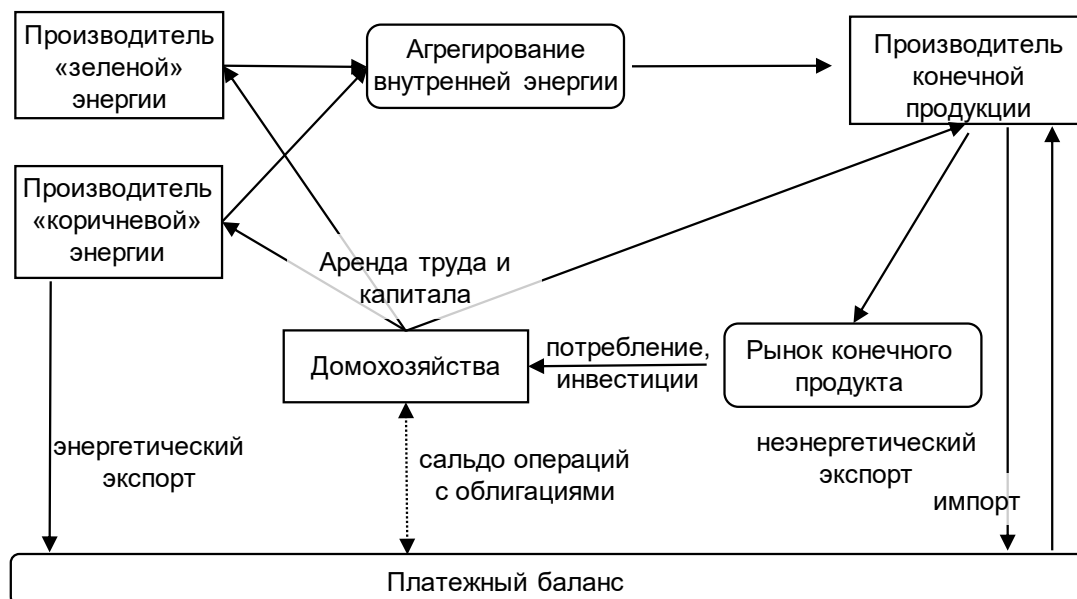 Производитель
«зеленой»
энергии
Агрегирование
внутренней энергии
Производитель
конечной
продукции
Производитель
«коричневой»
энергии
Аренда труда и
капитала
Домохозяйства
потребление,
инвестиции
Рынок конечного
продукта
энергетический
экспорт
сальдо операций
с облигациями
неэнергетический
экспорт
импорт
Платежный баланс